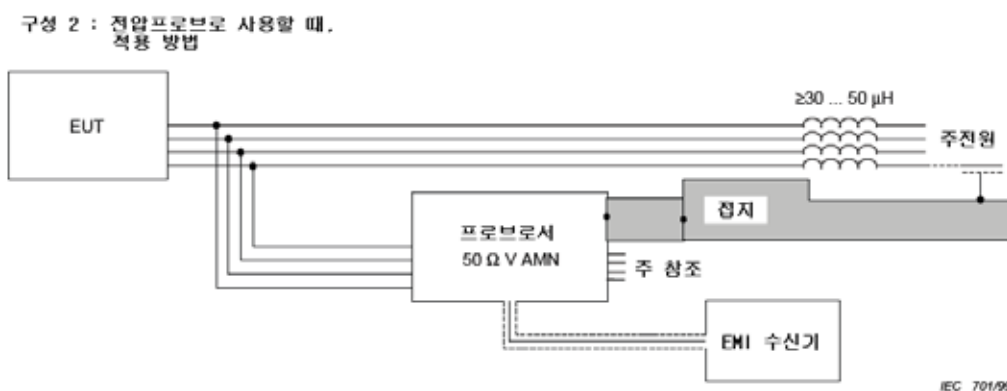 구성 2 : 전압프로브로 사용할 때,
적용 방법
EUT
≥30 ... 50 µH
주전원
접지
프로브로서
50 Ω V AMN
주 참조
EMI 수신기
IEC 701/9